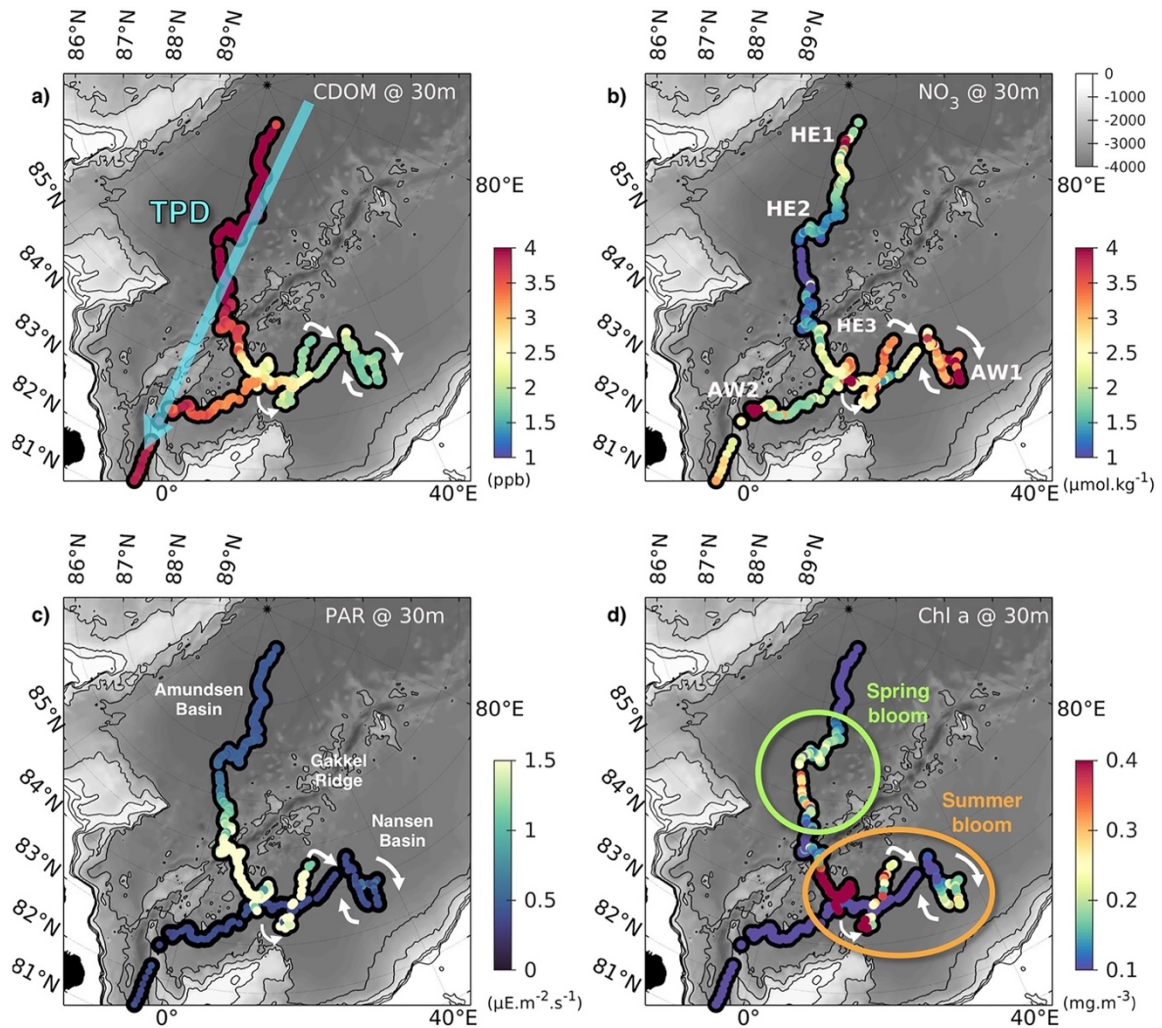 86°N 87°N 88°N 89°N
86°N 87°N 88°N 89°N
a)
CDOM @ 30m
TPD
85°N
84°N
83°N
82°N
81°N
0°
40°E
80°E
4
3.5
3
2.5
2
1.5
1
(ppb)
b)
NO3 @ 30m
HE1
HE2
HE3
AW1
AW2
85°N
84°N
83°N
82°N
81°N
0°
40°E
0
-1000
-2000
-3000
-4000
4
3.5
3
2.5
2
1.5
1
(μmol.kg-1)
86°N 87°N 88°N 89°N
86°N 87°N 88°N 89°N
c)
PAR @ 30m
Amundsen
Basin
Gakkel
Ridge
Nansen
Basin
85°N
84°N
83°N
82°N
81°N
0°
40°E
80°E
1.5
1
0.5
0
(μE.m-2.s-1)
d)
Chl a @ 30m
Spring
bloom
Summer
bloom
85°N
84°N
83°N
82°N
81°N
0°
40°E
0.4
0.3
0.2
0.1
(mg.m-3)